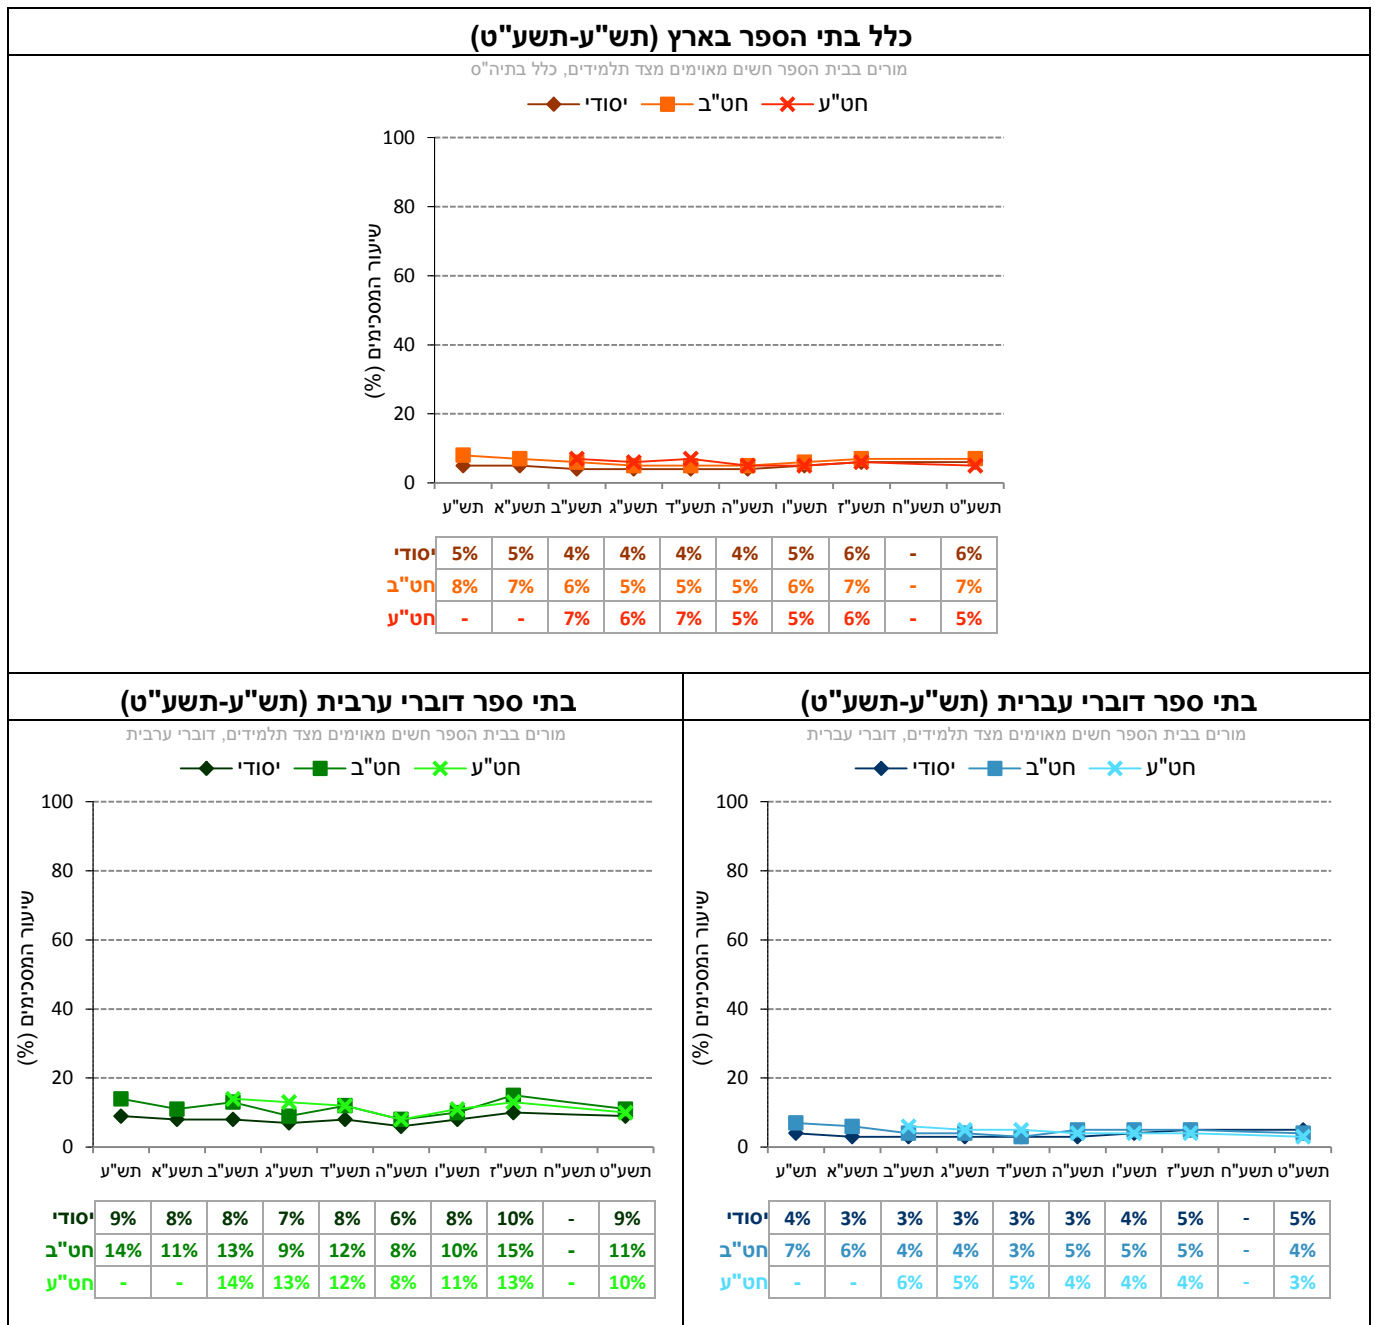 כלל בתי הספר בארץ (תש"ע-תשע"ט)
מורים בבית הספר חשים מאוימים מצד תלמידים, כלל בתיה"ס
יסודי חט"ב חט"ע
שיעור המסכימים (%)
100
80
60
40
20
0
תש"ע תשע"א תשע"ב תשע"ג תשע"ד תשע"ה תשע"ו תשע"ז תשע"ח תשע"ט
יסודי 5% 5% 4% 4% 4% 4% 5% 6% - 6%
חט"ב 8% 7% 6% 5% 5% 5% 6% 7% - 7%
חט"ע - - 7% 6% 7% 5% 5% 6% - 5%
בתי ספר דוברי עברית (תש"ע-תשע"ט)
מורים בבית הספר חשים מאוימים מצד תלמידים, דוברי עברית
יסודי חט"ב חט"ע
שיעור המסכימים (%)
100
80
60
40
20
0
תש"ע תשע"א תשע"ב תשע"ג תשע"ד תשע"ה תשע"ו תשע"ז תשע"ח תשע"ט
יסודי 4% 3% 3% 3% 3% 3% 4% 5% - 5%
חט"ב 7% 6% 4% 4% 3% 5% 5% 5% - 4%
חט"ע - - 6% 5% 5% 4% 4% 4% - 3%
בתי ספר דוברי ערבית (תש"ע-תשע"ט)
מורים בבית הספר חשים מאוימים מצד תלמידים, דוברי ערבית
יסודי חט"ב חט"ע
שיעור המסכימים (%)
100
80
60
40
20
0
תש"ע תשע"א תשע"ב תשע"ג תשע"ד תשע"ה תשע"ו תשע"ז תשע"ח תשע"ט
יסודי 9% 8% 8% 7% 8% 6% 8% 10% - 9%
חט"ב 14% 11% 13% 9% 12% 8% 10% 15% - 11%
חט"ע - - 14% 13% 12% 8% 11% 13% - 10%